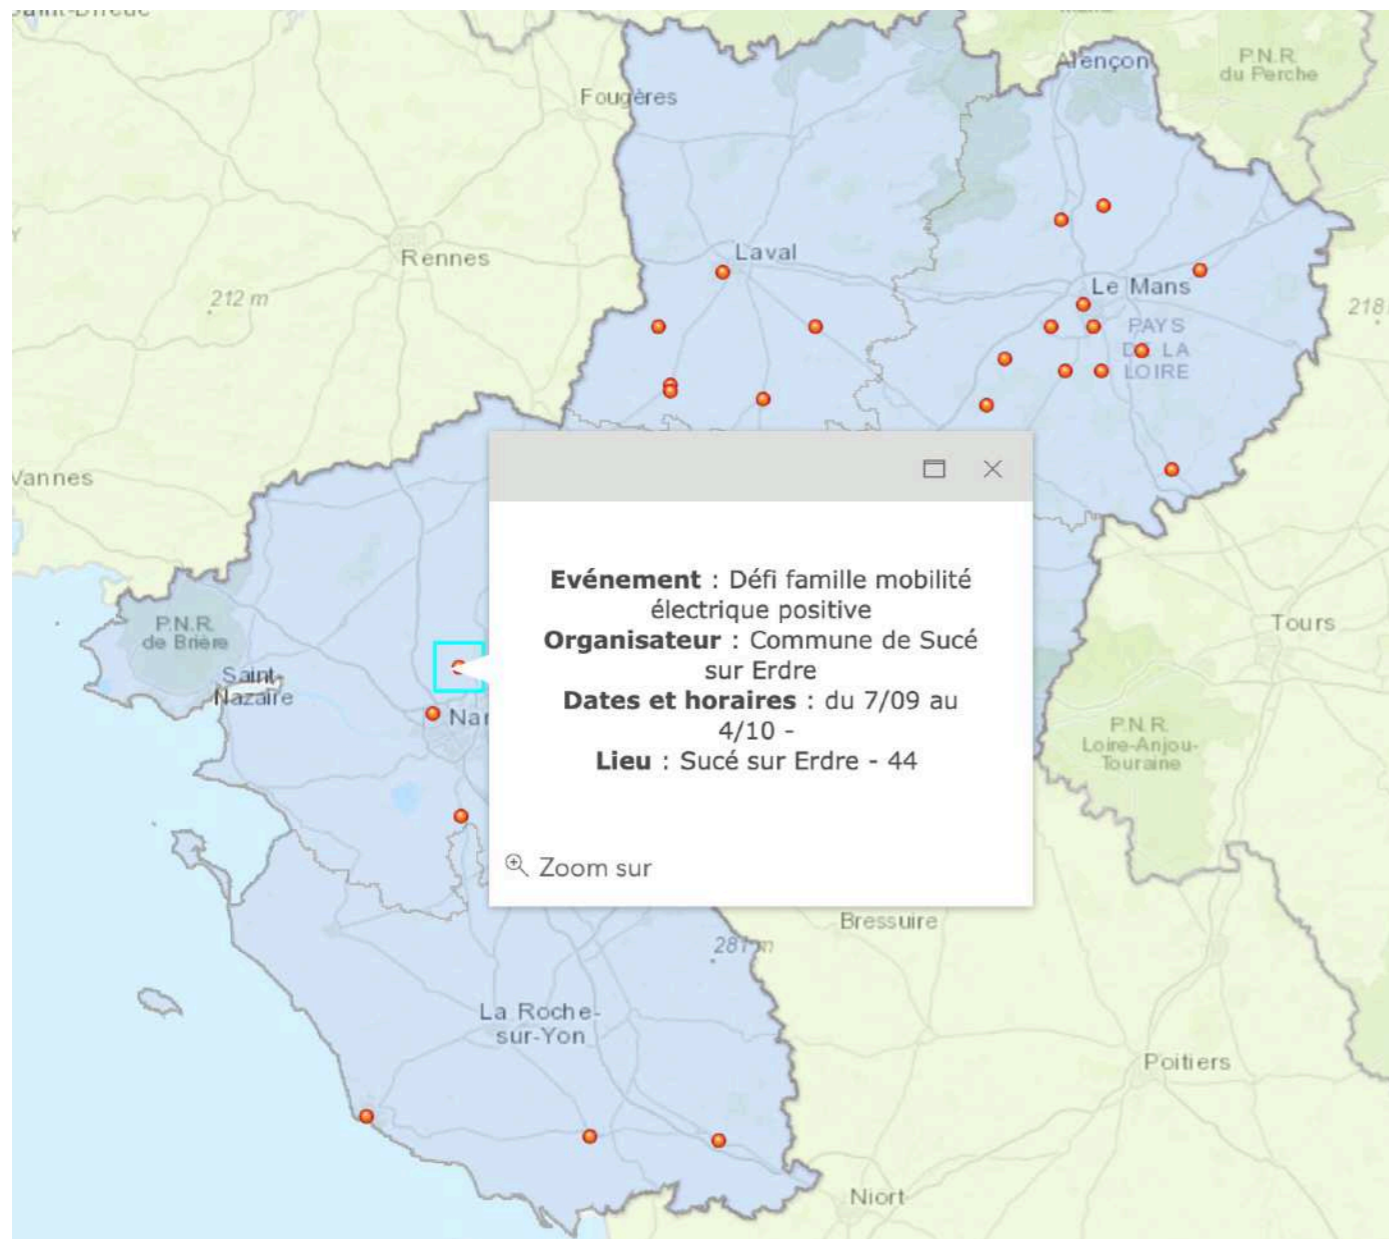 Alençon
P.N.R.
du Perche
Fougères
Rennes
Laval
212 m
Le Mans
218
PAYS
DE LA
LOIRE
Vannes
Evénement : Défi famille mobilité
électrique positive
Organisateur : Commune de Sucé
sur Erdre
Dates et horaires : du 7/09 au
4/10 -
Lieu : Sucé sur Erdre - 44
Zoom sur
P.N.R.
de Brière
Saint-
Nazaire
Nan
Tours
P.N.R.
Loire-Anjou-
Touraine
Bressuire
281 m
La Roche-
sur-Yon
Poitiers
Niort